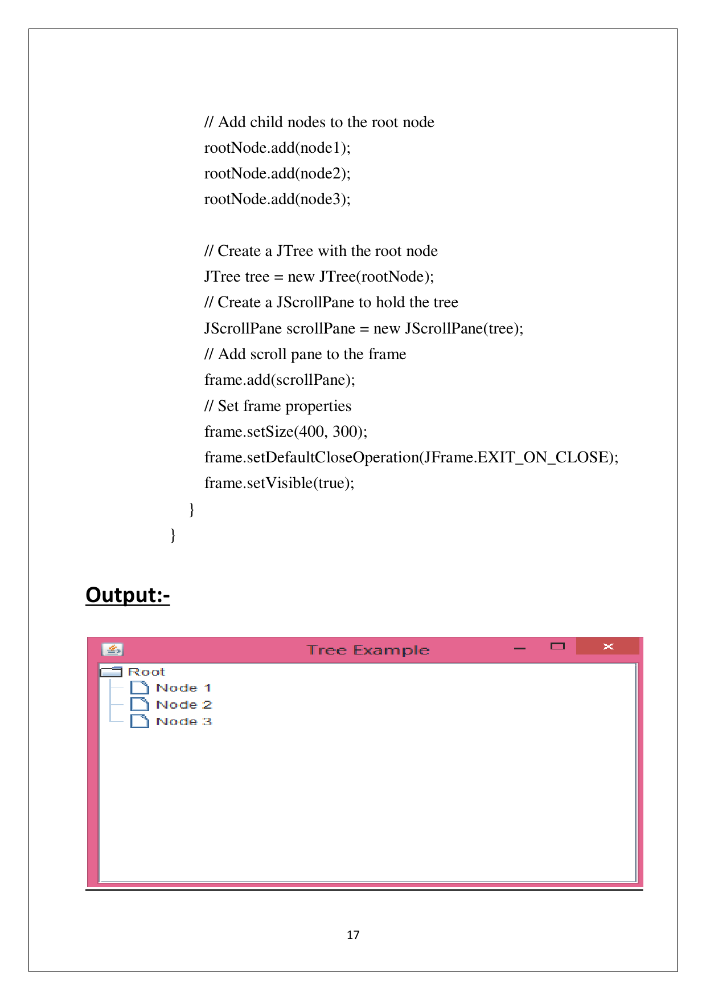 // Add child nodes to the root node
rootNode.add(node1);
rootNode.add(node2);
rootNode.add(node3);
// Create a JTree with the root node
JTree tree = new JTree(rootNode);
// Create a JScrollPane to hold the tree
JScrollPane scrollPane = new JScrollPane(tree);
// Add scroll pane to the frame
frame.add(scrollPane);
// Set frame properties
frame.setSize(400, 300);
frame.setDefaultCloseOperation(JFrame.EXIT_ON_CLOSE);
frame.setVisible(true);
}
}
Output:-
Tree Example
Root
Node 1
Node 2
Node 3
17